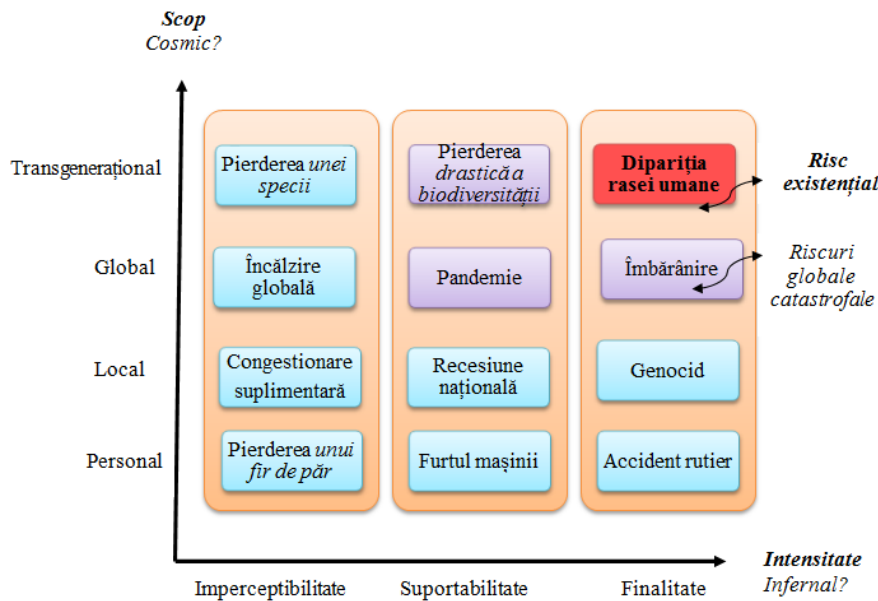 Scop
Cosmic?
Transgenerațional
Pierderea unei
specii
Pierderea
drastică a
biodiversității
Dipariția
rasei umane
Risc
existențial
Global
Încălzire
globală
Pandemie
Îmbărânire
Riscuri
globale
catastrofale
Local
Congestionare
suplimentară
Recesiune
națională
Genocid
Personal
Pierderea unui
fir de păr
Furtul mașinii
Accident rutier
Imperceptibilitate
Suportabilitate
Finalitate
Intensitate
Infernal?